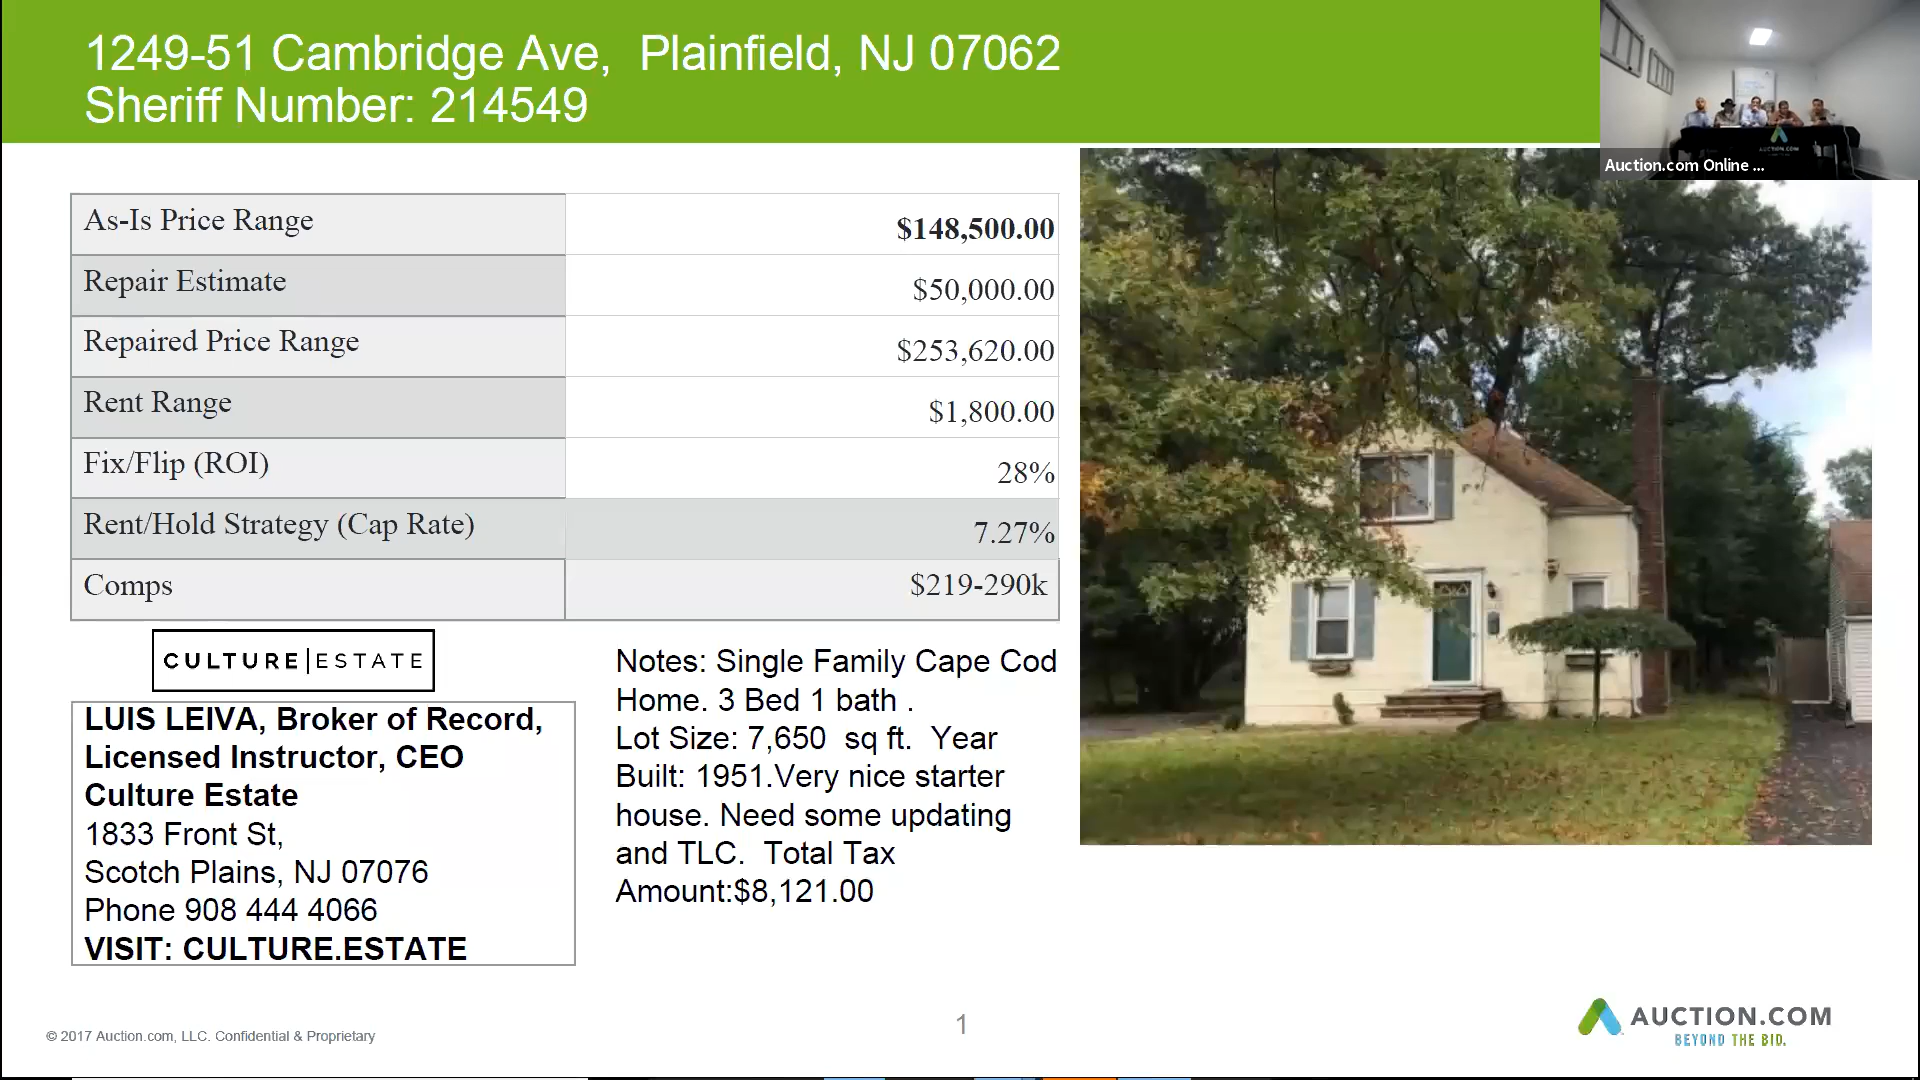 1249-51 Cambridge Ave,  Plainfield, NJ 07062
Sheriff Number: 214549
Auction.com Online ...
AUCTION.COM
As-Is Price Range $148,500.00
Repair Estimate $50,000.00
Repaired Price Range $253,620.00
Rent Range $1,800.00
Fix/Flip (ROI) 28%
Rent/Hold Strategy (Cap Rate) 7.27%
Comps $219-290k
CULTURE|ESTATE
LUIS LEIVA, Broker of Record,
Licensed Instructor, CEO
Culture Estate
1833 Front St,
Scotch Plains, NJ 07076
Phone 908 444 4066
VISIT: CULTURE.ESTATE
Notes: Single Family Cape Cod
Home. 3 Bed 1 bath .
Lot Size: 7,650  sq ft.  Year
Built: 1951.Very nice starter
house. Need some updating
and TLC.  Total Tax
Amount:$8,121.00
© 2017 Auction.com, LLC. Confidential & Proprietary
1
AUCTION.COM
BEYOND THE BID.